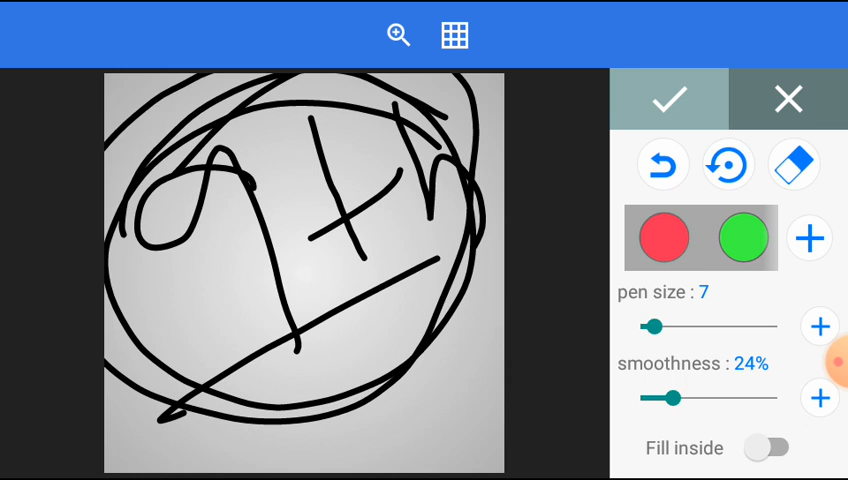 pen size : 7
smoothness : 24%
Fill inside